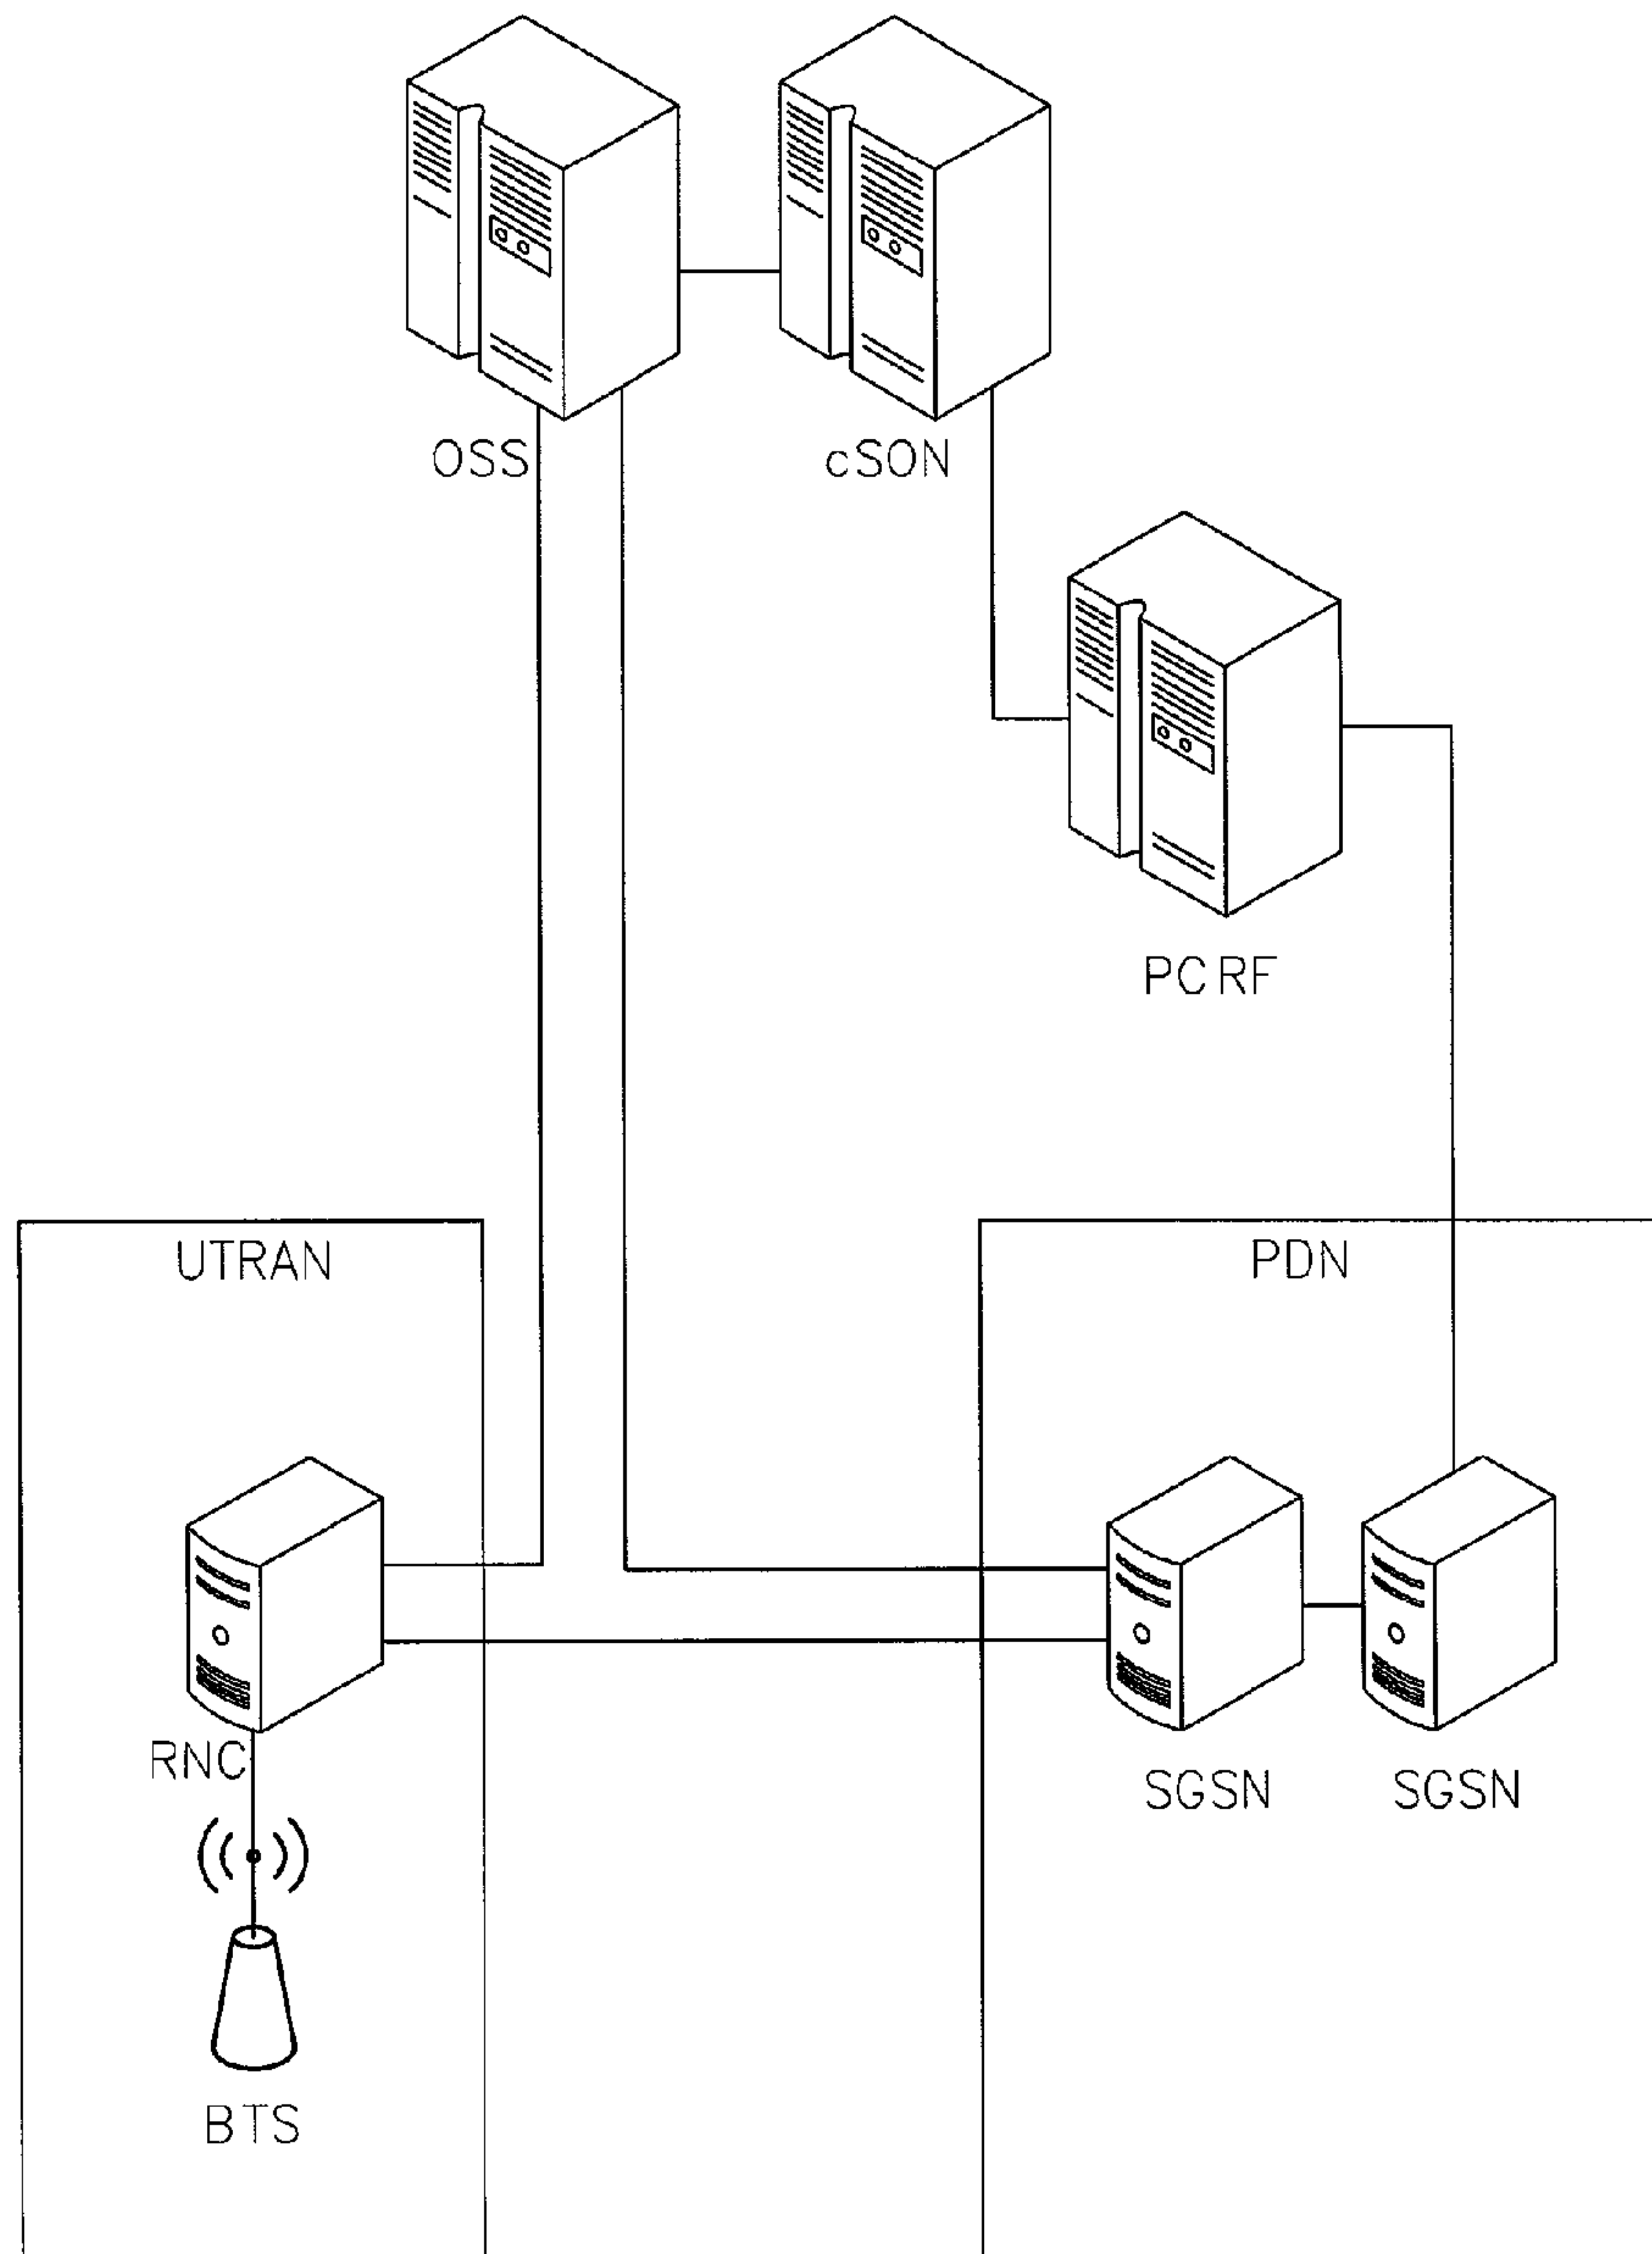 OSS
cSON
PCRF
UTRAN
PDN
RNC
SGSN
SGSN
BTS